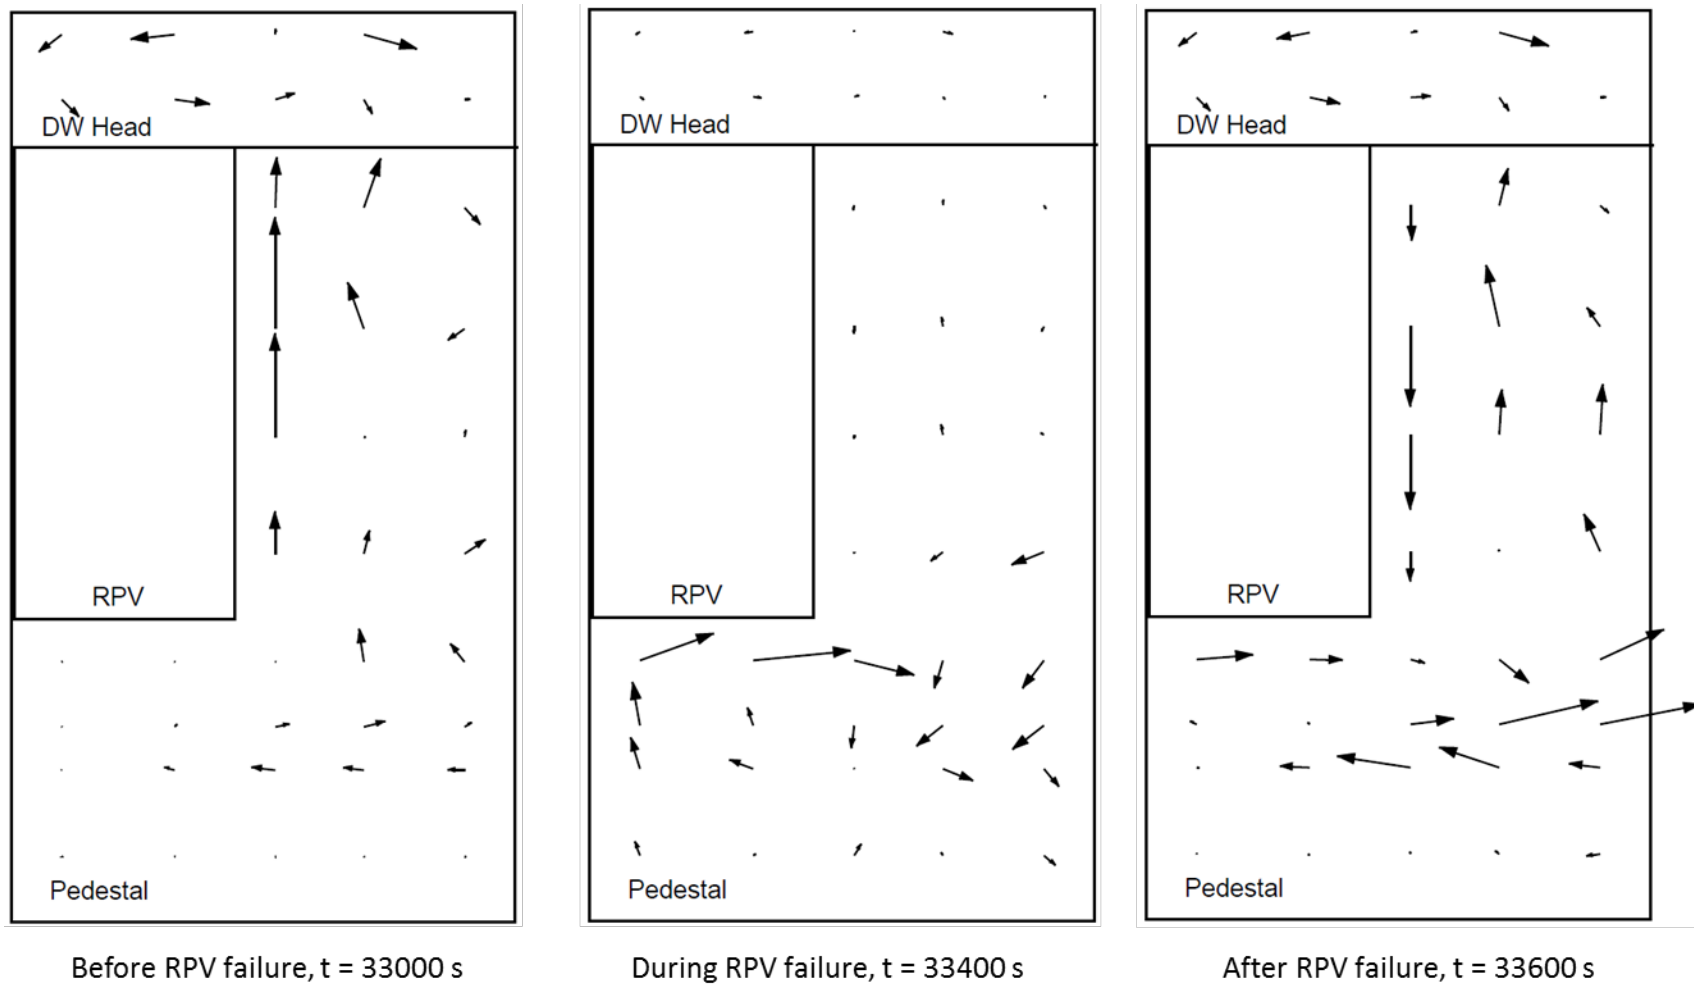 DW Head
RPV
Pedestal
Before RPV failure, t = 33000 s
DW Head
RPV
Pedestal
During RPV failure, t = 33400 s
DW Head
RPV
Pedestal
After RPV failure, t = 33600 s